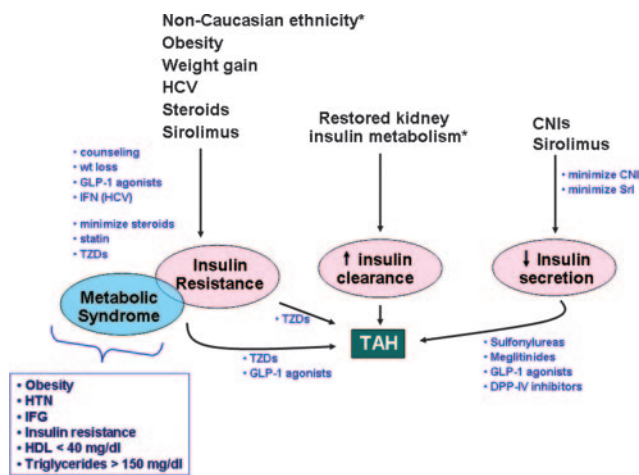 Non-Caucasian ethnicity*
Obesity
Weight gain
HCV
Steroids
Sirolimus
Restored kidney
insulin metabolism*
CNIs
Sirolimus
• counseling
• wt loss
• GLP-1 agonists
• IFN (HCV)
• minimize steroids
• statin
• TZDs
• minimize CNI
• minimize Srl
Insulin
Resistance
↑ insulin
clearance
↓ Insulin
secretion
Metabolic
Syndrome
• TZDs
TAH
• TZDs
• GLP-1 agonists
• Sulfonylureas
• Meglitinides
• GLP-1 agonists
• DPP-IV inhibitors
• Obesity
• HTN
• IFG
• Insulin resistance
• HDL < 40 mg/dl
• Triglycerides > 150 mg/dl